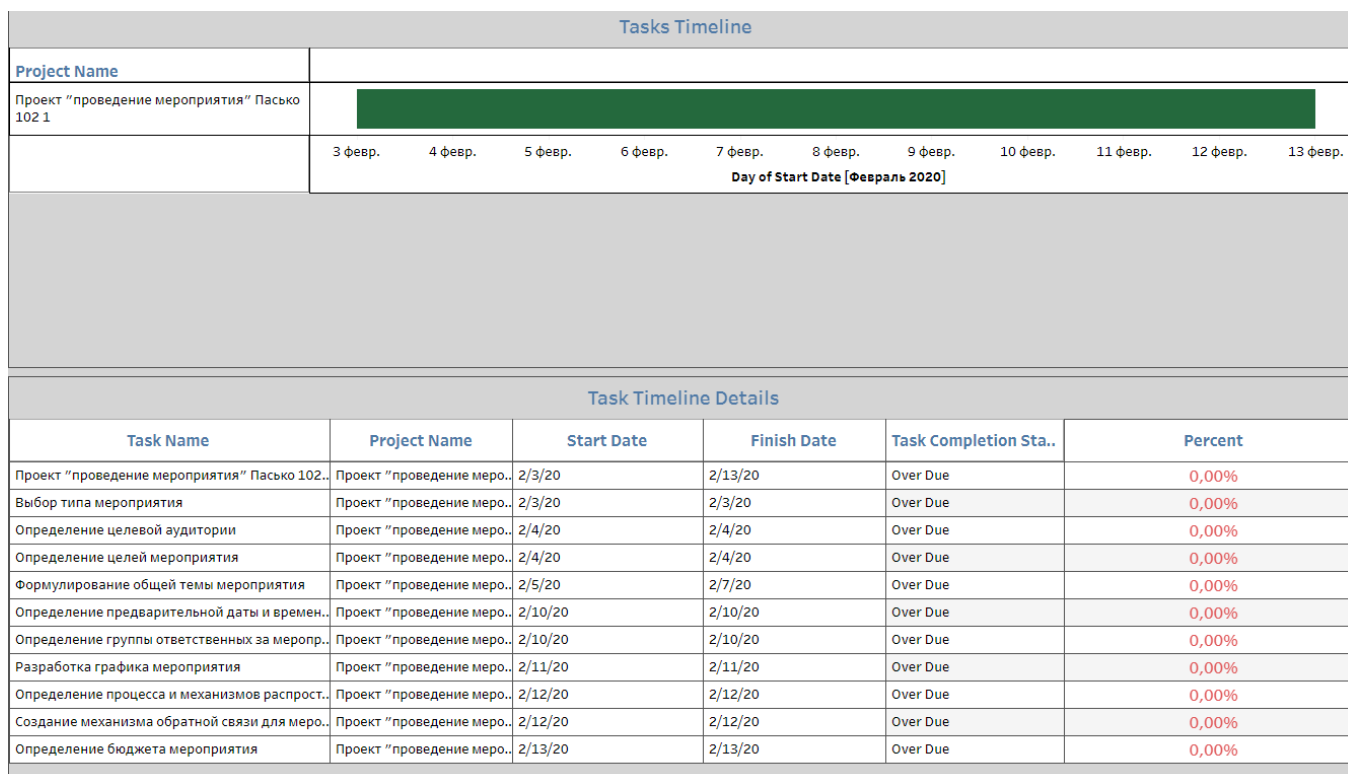 Tasks Timeline
Project Name
Проект "проведение мероприятия" Пасько
102 1
3 февр. 4 февр. 5 февр. 6 февр. 7 февр. 8 февр. 9 февр. 10 февр. 11 февр. 12 февр. 13 февр.
Day of Start Date [Февраль 2020]
Task Timeline Details
Task Name Project Name Start Date Finish Date Task Completion Sta.. Percent
Проект "проведение мероприятия" Пасько 102.. Проект "проведение меро.. 2/3/20 2/13/20 Over Due 0,00%
Выбор типа мероприятия Проект "проведение меро.. 2/3/20 2/3/20 Over Due 0,00%
Определение целевой аудитории Проект "проведение меро.. 2/4/20 2/4/20 Over Due 0,00%
Определение целей мероприятия Проект "проведение меро.. 2/4/20 2/4/20 Over Due 0,00%
Формулирование общей темы мероприятия Проект "проведение меро.. 2/5/20 2/7/20 Over Due 0,00%
Определение предварительной даты и времен.. Проект "проведение меро.. 2/10/20 2/10/20 Over Due 0,00%
Определение группы ответственных за меропр.. Проект "проведение меро.. 2/10/20 2/10/20 Over Due 0,00%
Разработка графика мероприятия Проект "проведение меро.. 2/11/20 2/11/20 Over Due 0,00%
Определение процесса и механизмов распрост.. Проект "проведение меро.. 2/12/20 2/12/20 Over Due 0,00%
Создание механизма обратной связи для меро.. Проект "проведение меро.. 2/12/20 2/12/20 Over Due 0,00%
Определение бюджета мероприятия Проект "проведение меро.. 2/13/20 2/13/20 Over Due 0,00%